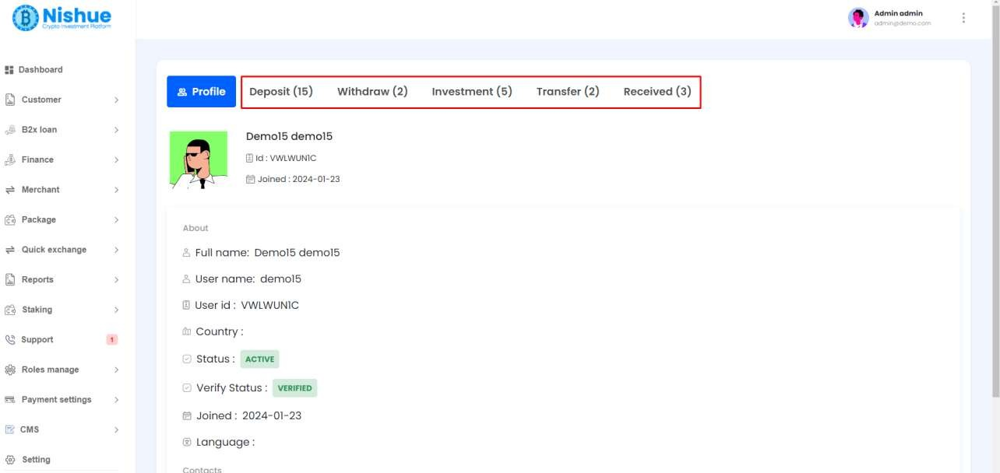 Nishue
Crypto Investment Platform
Admin admin
admin@demo.com
Dashboard
Customer
B2x loan
Finance
Merchant
Package
Quick exchange
Reports
Staking
Support 1
Roles manage
Payment settings
CMS
Setting
Profile Deposit (15) Withdraw (2) Investment (5) Transfer (2) Received (3)
Demo15 demo15
Id : VWLWUN1C
Joined : 2024-01-23
About
Full name: Demo15 demo15
User name: demo15
User id : VWLWUN1C
Country :
Status : ACTIVE
Verify Status : VERIFIED
Joined : 2024-01-23
Language :
Contacts